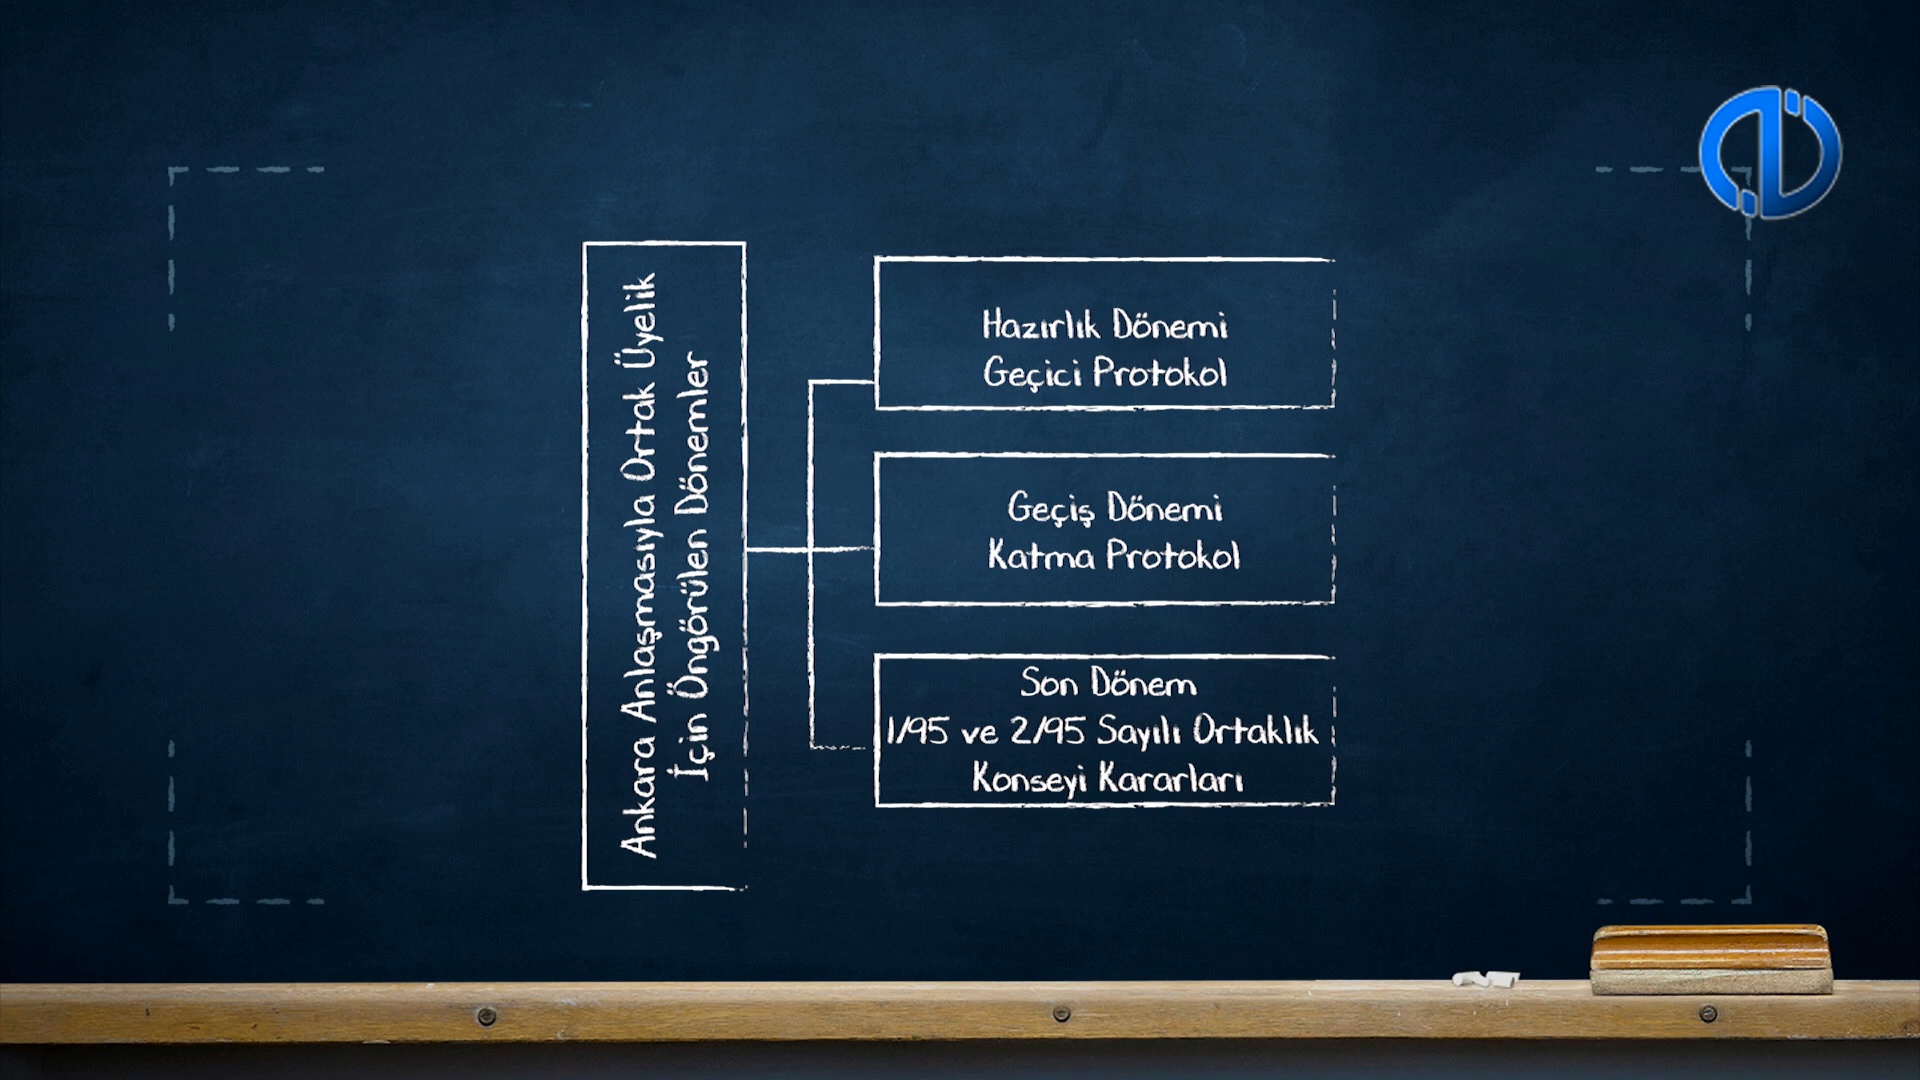 Ankara Anlaşmasıyla Ortak Üyelik
İçin Öngörülen Dönemler
Hazırlık Dönemi
Geçici Protokol
Geçiş Dönemi
Katma Protokol
Son Dönem
1/95 ve 2/95 Sayılı Ortaklık
Konseyi Kararları